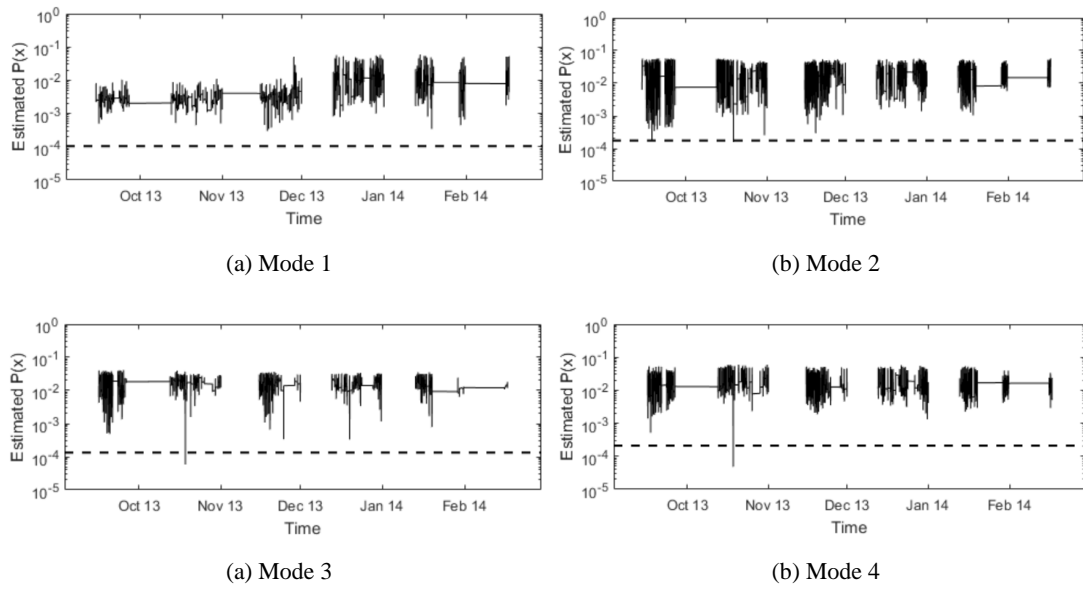 10^0
10^-1
10^-2
10^-3
10^-4
10^-5
Estimated P(x)
Oct 13 Nov 13 Dec 13 Jan 14 Feb 14
Time
(a) Mode 1
10^0
10^-1
10^-2
10^-3
10^-4
10^-5
Estimated P(x)
Oct 13 Nov 13 Dec 13 Jan 14 Feb 14
Time
(b) Mode 2
10^0
10^-1
10^-2
10^-3
10^-4
10^-5
Estimated P(x)
Oct 13 Nov 13 Dec 13 Jan 14 Feb 14
Time
(a) Mode 3
10^0
10^-1
10^-2
10^-3
10^-4
10^-5
Estimated P(x)
Oct 13 Nov 13 Dec 13 Jan 14 Feb 14
Time
(b) Mode 4